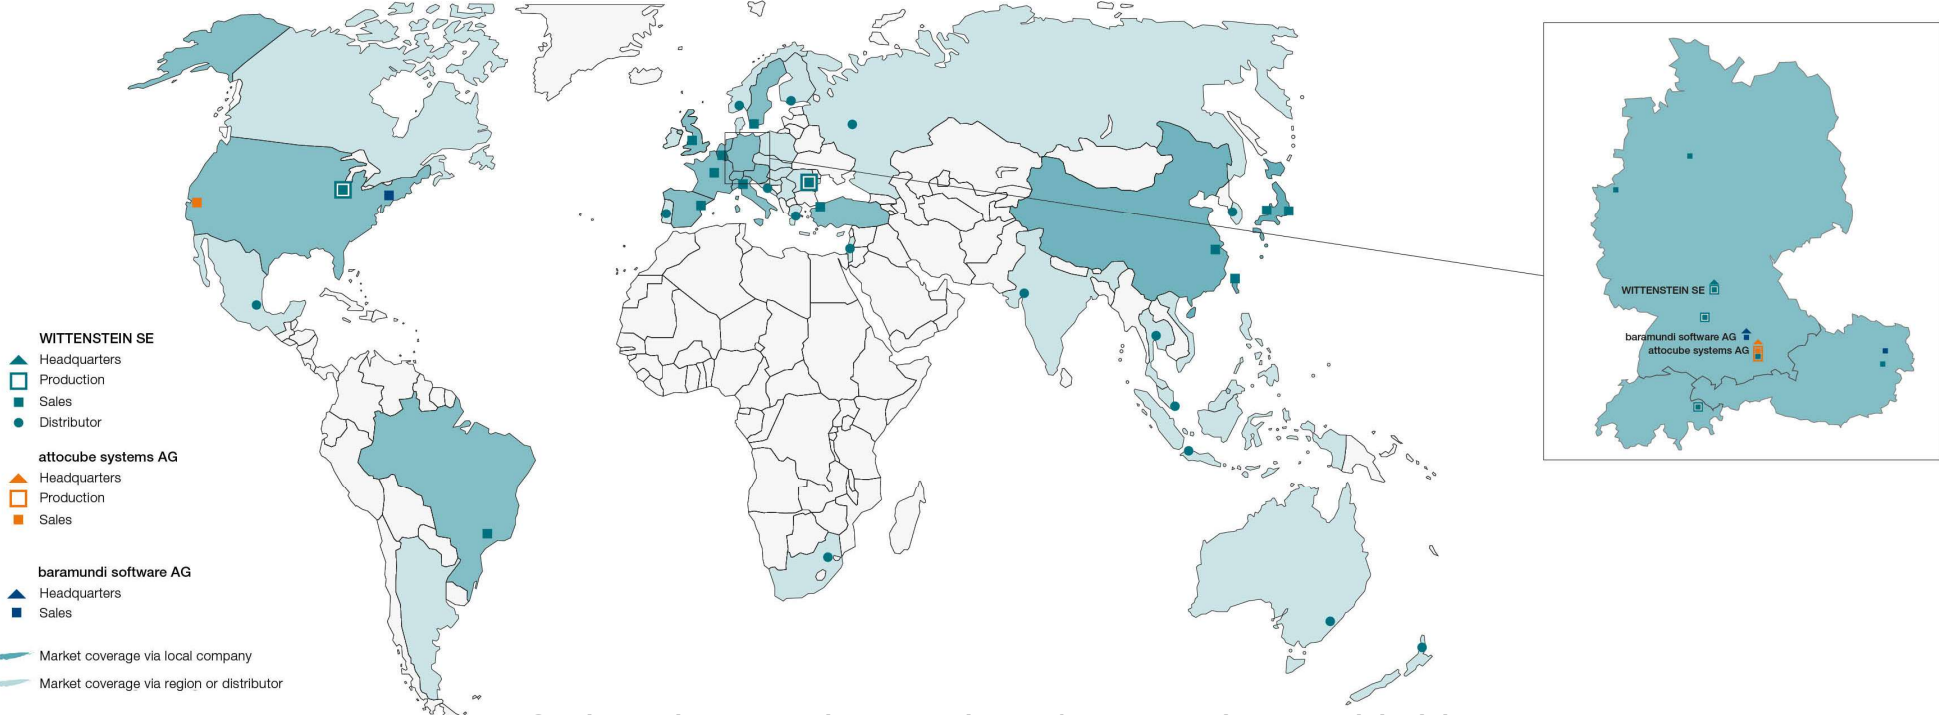 WITTENSTEIN SE
Headquarters
Production
Sales
Distributor
attocube systems AG
Headquarters
Production
Sales
baramundi software AG
Headquarters
Sales
Market coverage via local company
Market coverage via region or distributor
WITTENSTEIN SE
baramundi software AG
attocube systems AG